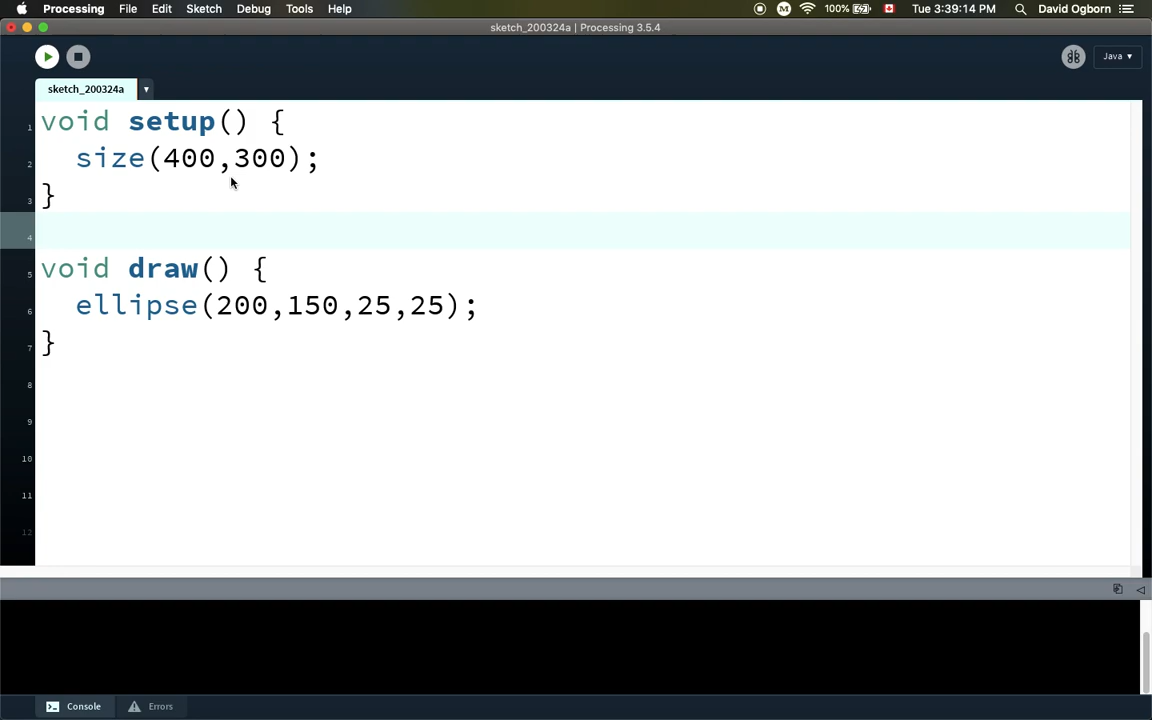 Processing File Edit Sketch Debug Tools Help 100% Tue 3:39:14 PM David Ogborn
sketch_200324a | Processing 3.5.4
Java ▾
sketch_200324a ▾
1 void setup() {
2 size(400,300);
3 }
4
5 void draw() {
6 ellipse(200,150,25,25);
7 }
8
9
10
11
12
Console Errors